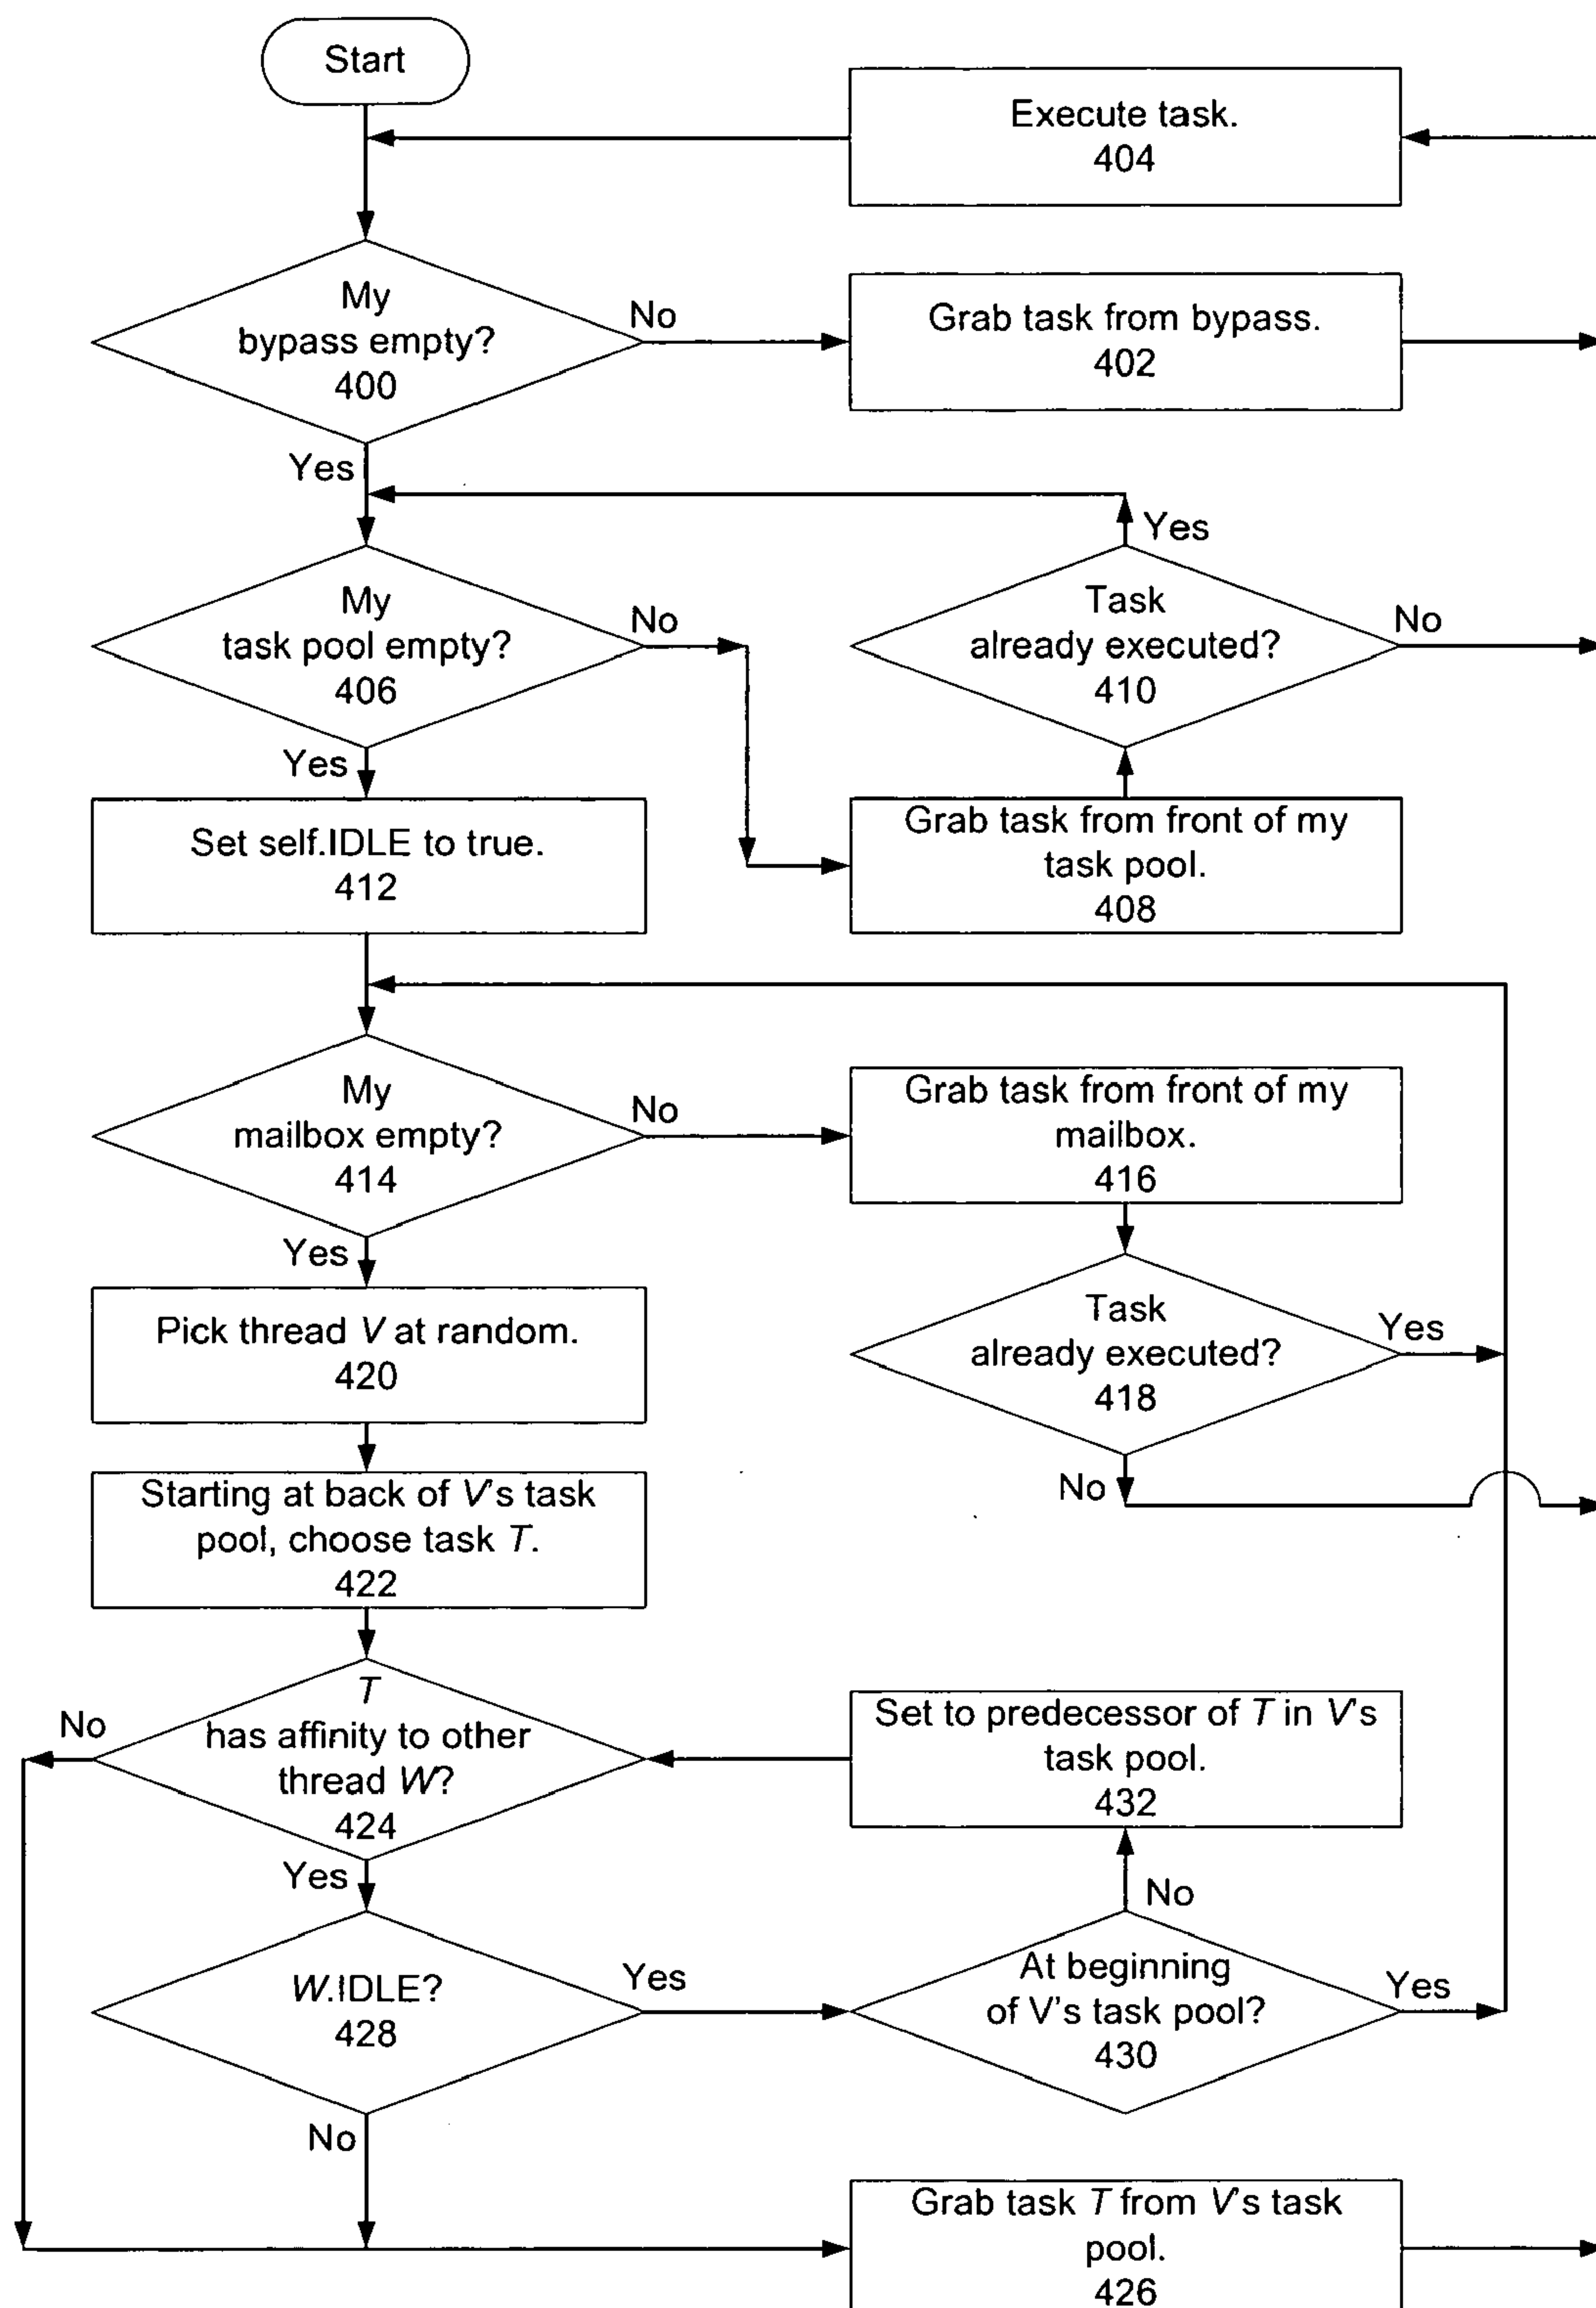 Start
Execute task.
404
My
bypass empty?
400
No
Grab task from bypass.
402
Yes
My
task pool empty?
406
No
Task
already executed?
410
Yes
No
Yes
Set self.IDLE to true.
412
Grab task from front of my
task pool.
408
My
mailbox empty?
414
No
Grab task from front of my
mailbox.
416
Yes
Pick thread V at random.
420
Task
already executed?
418
Yes
No
Starting at back of V's task
pool, choose task T.
422
T
has affinity to other
thread W?
424
No
Set to predecessor of T in V's
task pool.
432
Yes
No
W.IDLE?
428
Yes
At beginning
of V's task pool?
430
Yes
No
Grab task T from V's task
pool.
426